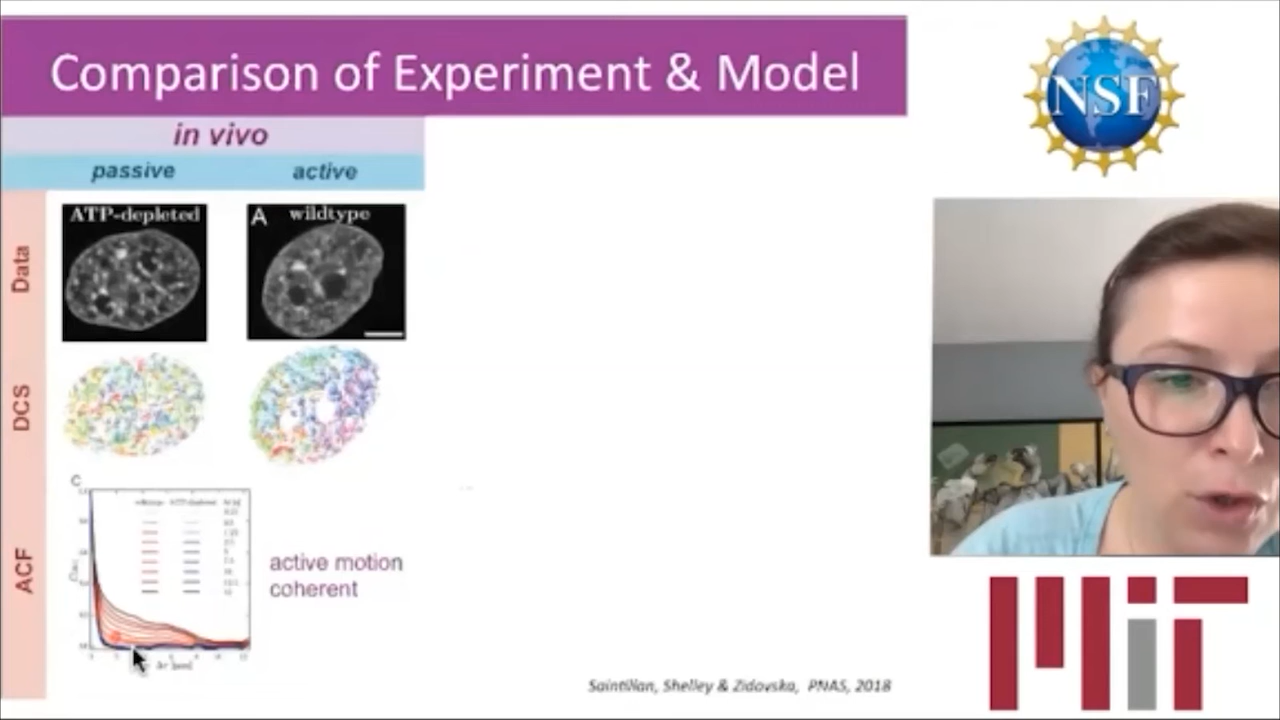 Comparison of Experiment & Model
NSF
in vivo
passive active
ATP-depleted A wildtype
Data
DCS
C
ACF
active motion
coherent
Saintillan, Shelley & Zidovska, PNAS, 2018
MIT